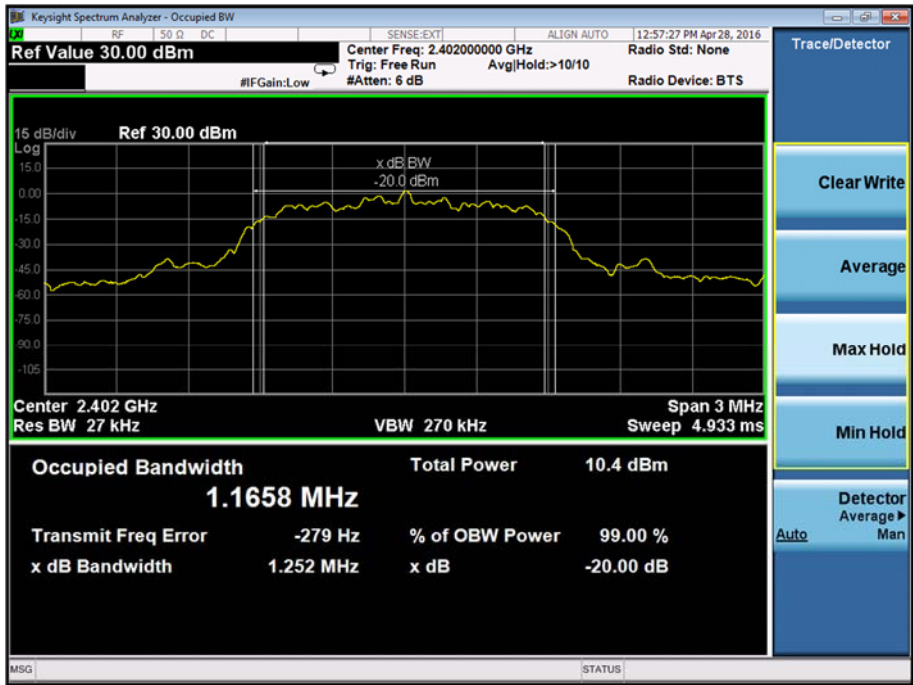 Keysight Spectrum Analyzer - Occupied BW
RF 50 Ω DC SENSE:EXT ALIGN AUTO 12:57:27 PM Apr 28, 2016
Ref Value 30.00 dBm
Center Freq: 2.402000000 GHz
Radio Std: None
Trig: Free Run Avg|Hold:>10/10
#IFGain:Low
#Atten: 6 dB
Radio Device: BTS
15 dB/div Ref 30.00 dBm
Log
15.0
0.00
-15.0
-30.0
-45.0
-60.0
-75.0
-90.0
-105
x dB BW
-20.0 dBm
Center 2.402 GHz
Span 3 MHz
Res BW 27 kHz
VBW 270 kHz
Sweep 4.933 ms
Occupied Bandwidth
1.1658 MHz
Total Power 10.4 dBm
Transmit Freq Error -279 Hz
% of OBW Power 99.00 %
x dB Bandwidth 1.252 MHz
x dB -20.00 dB
Trace/Detector
Clear Write
Average
Max Hold
Min Hold
Detector
Average▶
Auto Man
MSG
STATUS